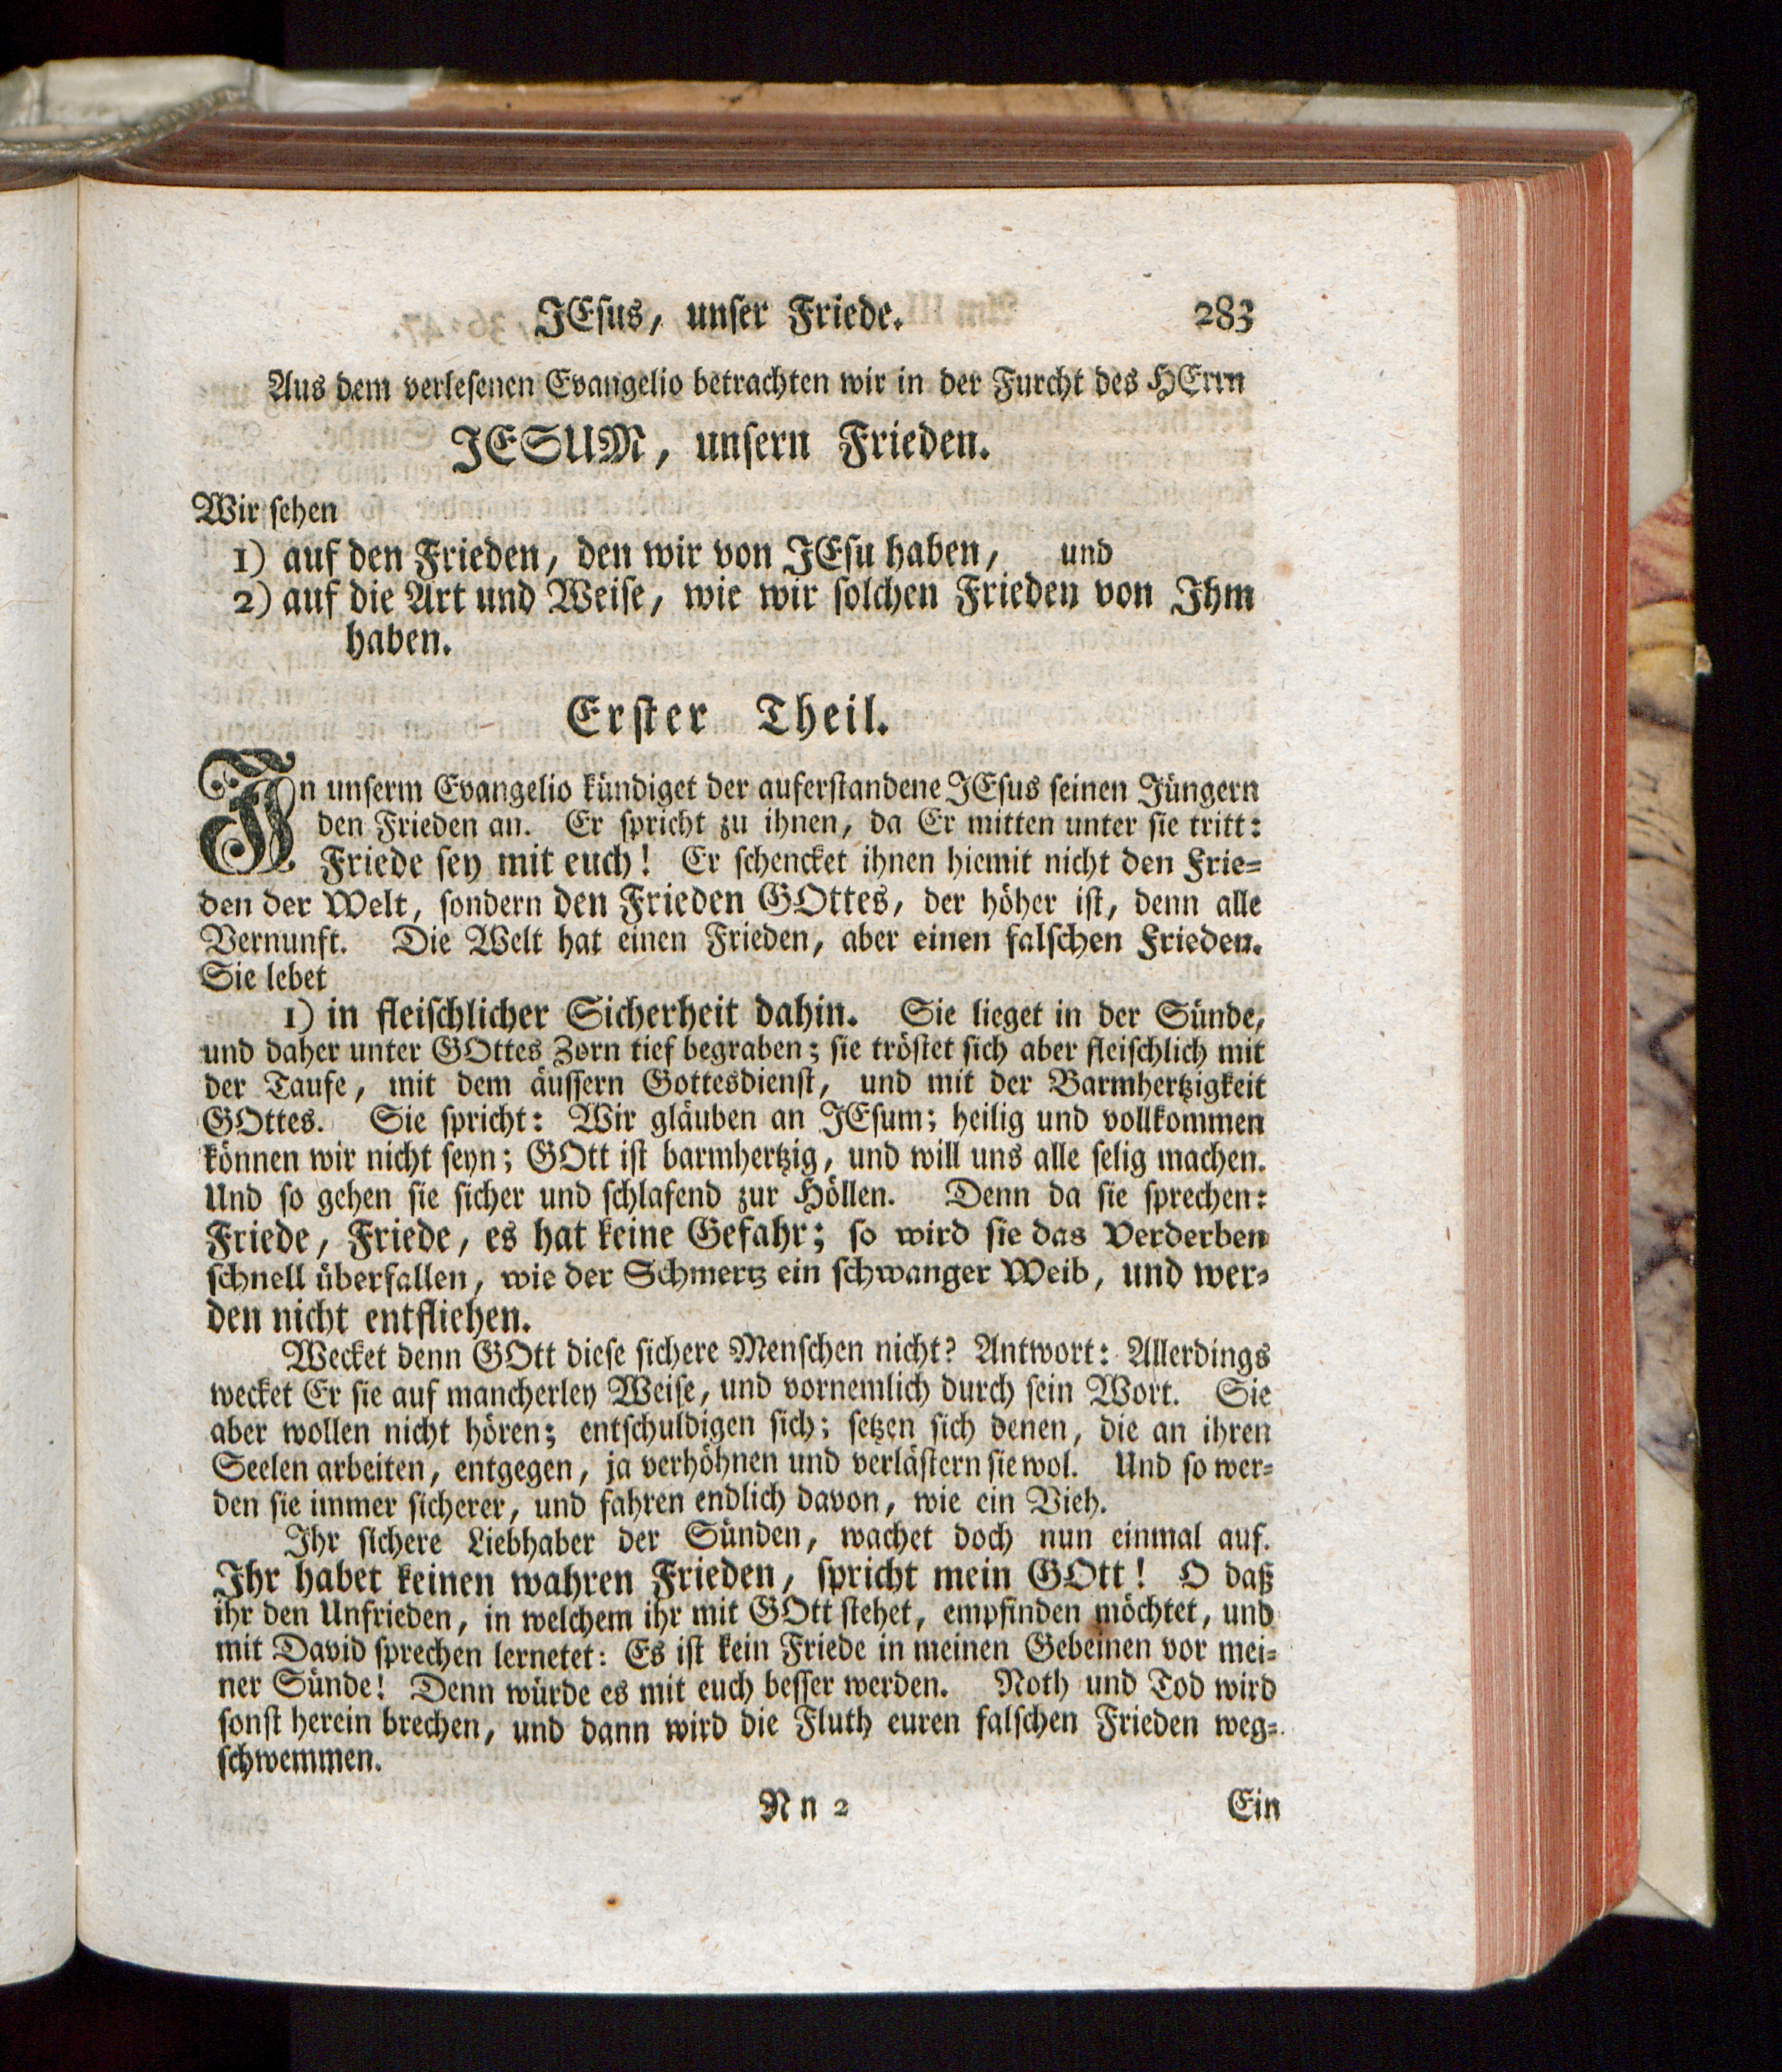 JEsus, unser Friede. 283
Aus dem verlesenen Evangelio betrachten wir in der Furcht des HErrn
JESUM, unsern Frieden.
Wir sehen
1) auf den Frieden, den wir von JEsu haben, und
2) auf die Art und Weise, wie wir solchen Frieden von Ihm
haben.
Erster Theil.
In unserm Evangelio kündiget der auferstandene JEsus seinen Jüngern
den Frieden an. Er spricht zu ihnen, da Er mitten unter sie tritt:
Friede sey mit euch! Er schencket ihnen hiemit nicht den Frie-
den der Welt, sondern den Frieden GOttes, der höher ist, denn alle
Vernunft. Die Welt hat einen Frieden, aber einen falschen Frieden.
Sie lebet
1) in fleischlicher Sicherheit dahin. Sie lieget in der Sünde,
und daher unter GOttes Zorn tief begraben; sie tröstet sich aber fleischlich mit
der Taufe, mit dem äussern Gottesdienst, und mit der Barmhertzigkeit
GOttes. Sie spricht: Wir gläuben an JEsum; heilig und vollkommen
können wir nicht seyn; GOtt ist barmhertzig, und will uns alle selig machen.
Und so gehen sie sicher und schlafend zur Höllen. Denn da sie sprechen:
Friede, Friede, es hat keine Gefahr; so wird sie das Verderben
schnell überfallen, wie der Schmertz ein schwanger Weib, und wer-
den nicht entfliehen.
Wecket denn GOtt diese sichere Menschen nicht? Antwort: Allerdings
wecket Er sie auf mancherley Weise, und vornemlich durch sein Wort. Sie
aber wollen nicht hören; entschuldigen sich; setzen sich denen, die an ihren
Seelen arbeiten, entgegen, ja verhöhnen und verlästern sie wol. Und so wer-
den sie immer sicherer, und fahren endlich davon, wie ein Vieh.
Ihr sichere Liebhaber der Sünden, wachet doch nun einmal auf.
Ihr habet keinen wahren Frieden, spricht mein GOtt! O daß
ihr den Unfrieden, in welchem ihr mit GOtt stehet, empfinden möchtet, und
mit David sprechen lernetet: Es ist kein Friede in meinen Gebeinen vor mei-
ner Sünde! Denn würde es mit euch besser werden. Noth und Tod wird
sonst herein brechen, und dann wird die Fluth euren falschen Frieden weg-
schwemmen.
Nn 2 Ein